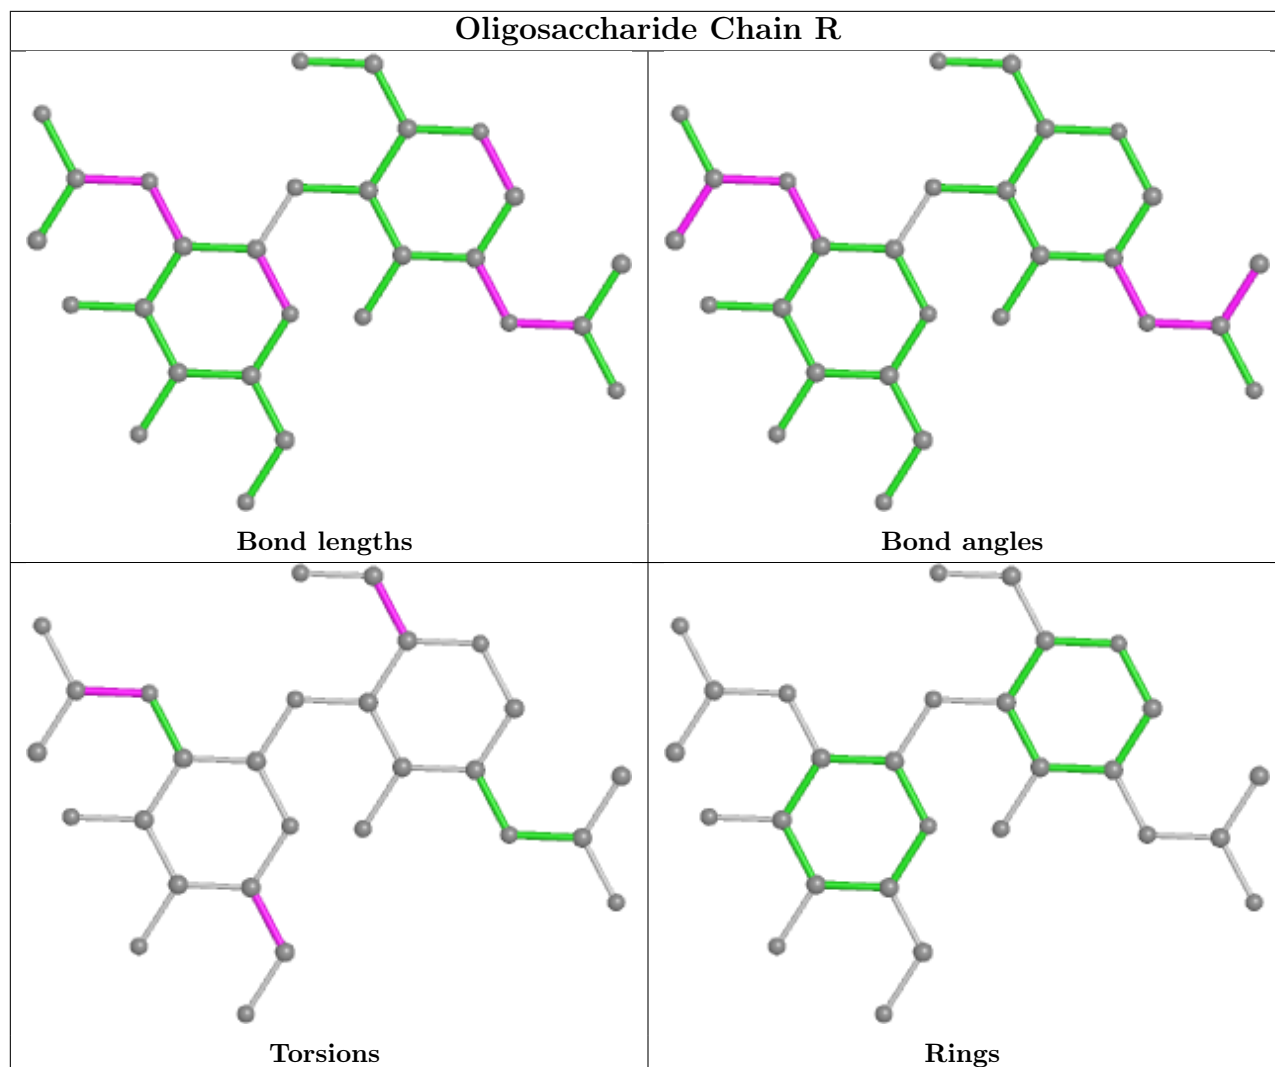 Oligosaccharide Chain R
Bond lengths
Bond angles
Torsions
Rings